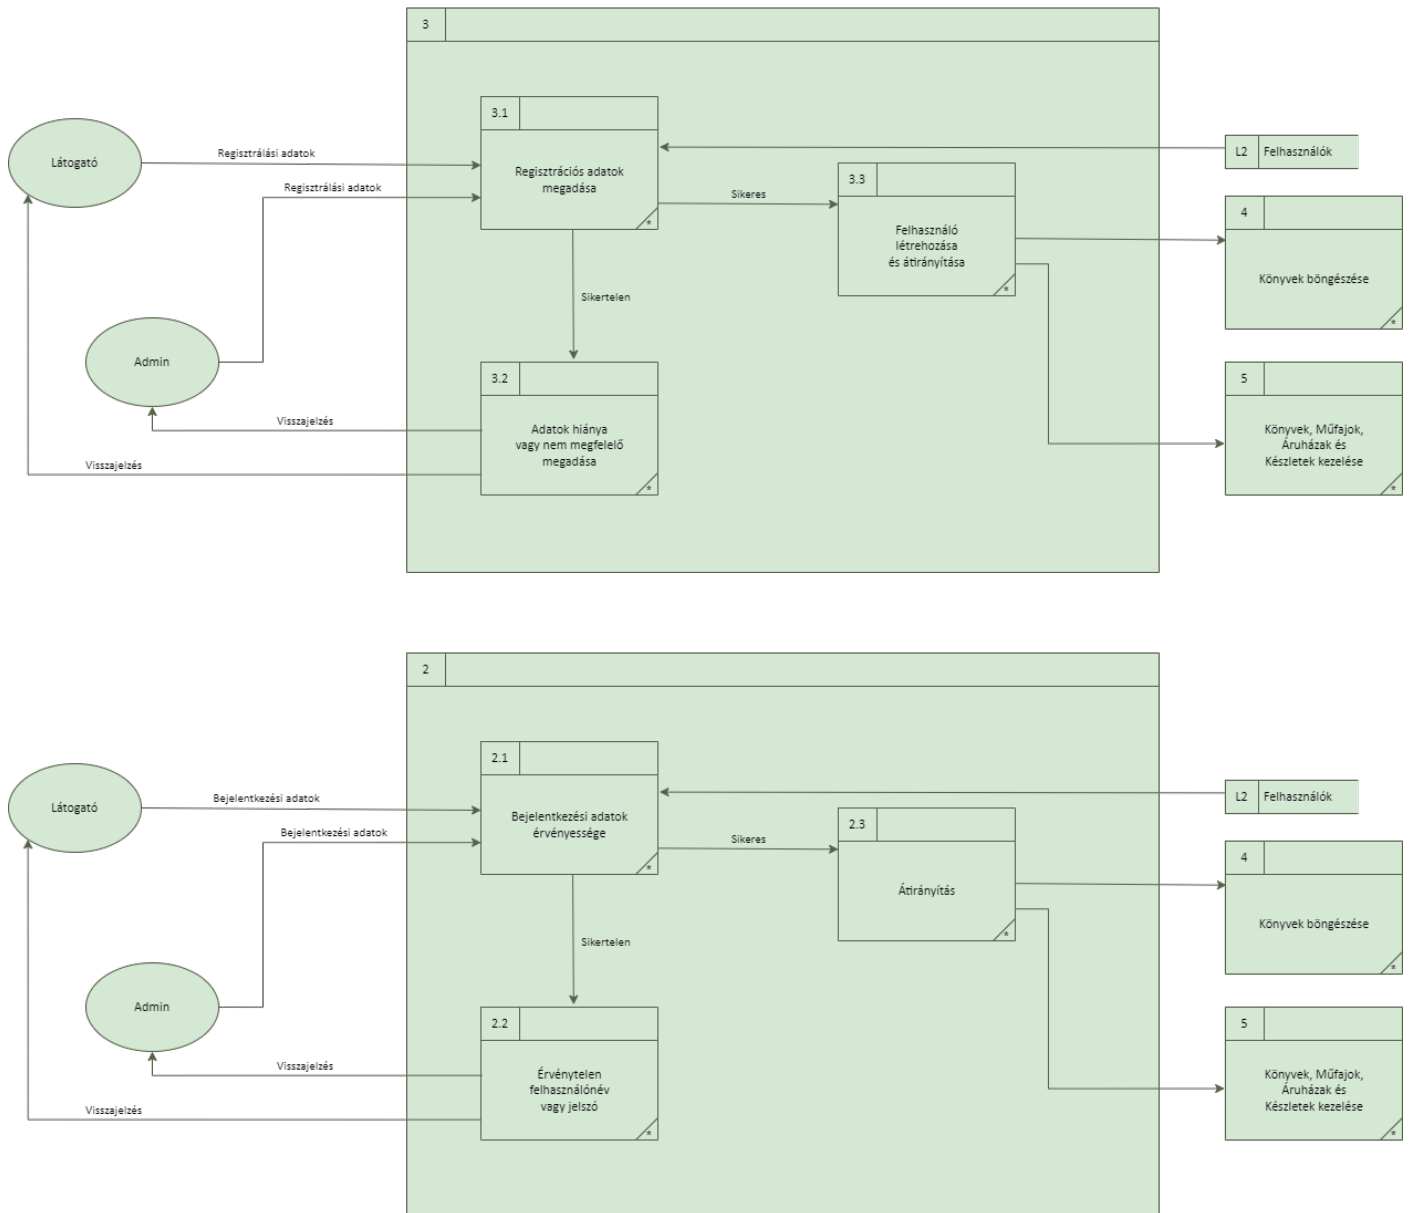 3
3.1
Regisztrációs adatok
megadása
*
Látogató
Regisztrálási adatok
Regisztrálási adatok
Admin
Sikeres
Sikertelen
3.3
Felhasználó
létrehozása
és átirányítása
*
L2 Felhasználók
4
Könyvek böngészése
*
3.2
Adatok hiánya
vagy nem megfelelő
megadása
*
Visszajelzés
Visszajelzés
5
Könyvek, Műfajok,
Áruházak és
Készletek kezelése
*
2
2.1
Bejelentkezési adatok
érvényessége
*
Látogató
Bejelentkezési adatok
Bejelentkezési adatok
Admin
Sikeres
Sikertelen
2.3
Átirányítás
*
L2 Felhasználók
4
Könyvek böngészése
*
2.2
Érvénytelen
felhasználónév
vagy jelszó
*
Visszajelzés
Visszajelzés
5
Könyvek, Műfajok,
Áruházak és
Készletek kezelése
*